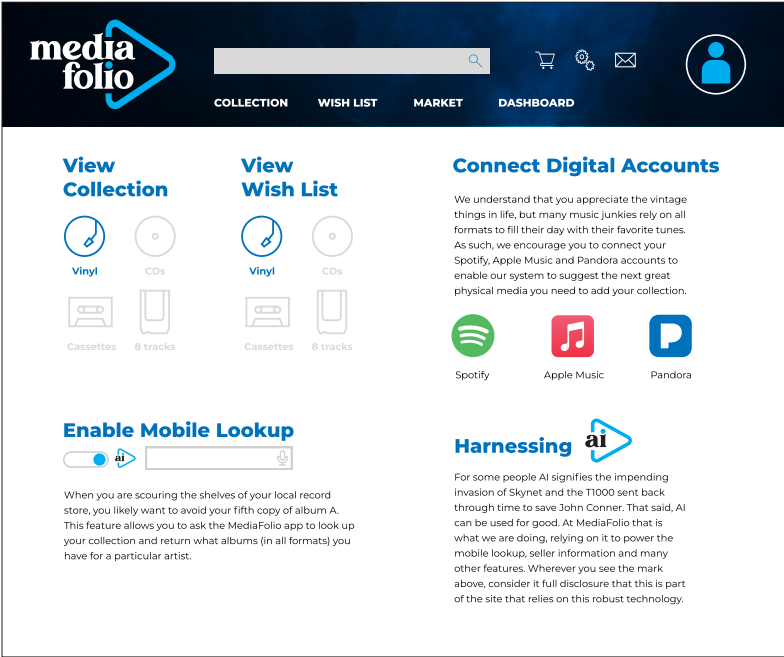 media
folio
COLLECTION WISH LIST MARKET DASHBOARD
View
Collection
Vinyl CDs
Cassettes 8 tracks
View
Wish List
Vinyl CDs
Cassettes 8 tracks
Connect Digital Accounts
We understand that you appreciate the vintage
things in life, but many music junkies rely on all
formats to fill their day with their favorite tunes.
As such, we encourage you to connect your
Spotify, Apple Music and Pandora accounts to
enable our system to suggest the next great
physical media you need to add your collection.
Spotify Apple Music Pandora
Enable Mobile Lookup
ai
When you are scouring the shelves of your local record
store, you likely want to avoid your fifth copy of album A.
This feature allows you to ask the MediaFolio app to look up
your collection and return what albums (in all formats) you
have for a particular artist.
Harnessing ai
For some people AI signifies the impending
invasion of Skynet and the T1000 sent back
through time to save John Conner. That said, AI
can be used for good. At MediaFolio that is
what we are doing, relying on it to power the
mobile lookup, seller information and many
other features. Wherever you see the mark
above, consider it full disclosure that this is part
of the site that relies on this robust technology.